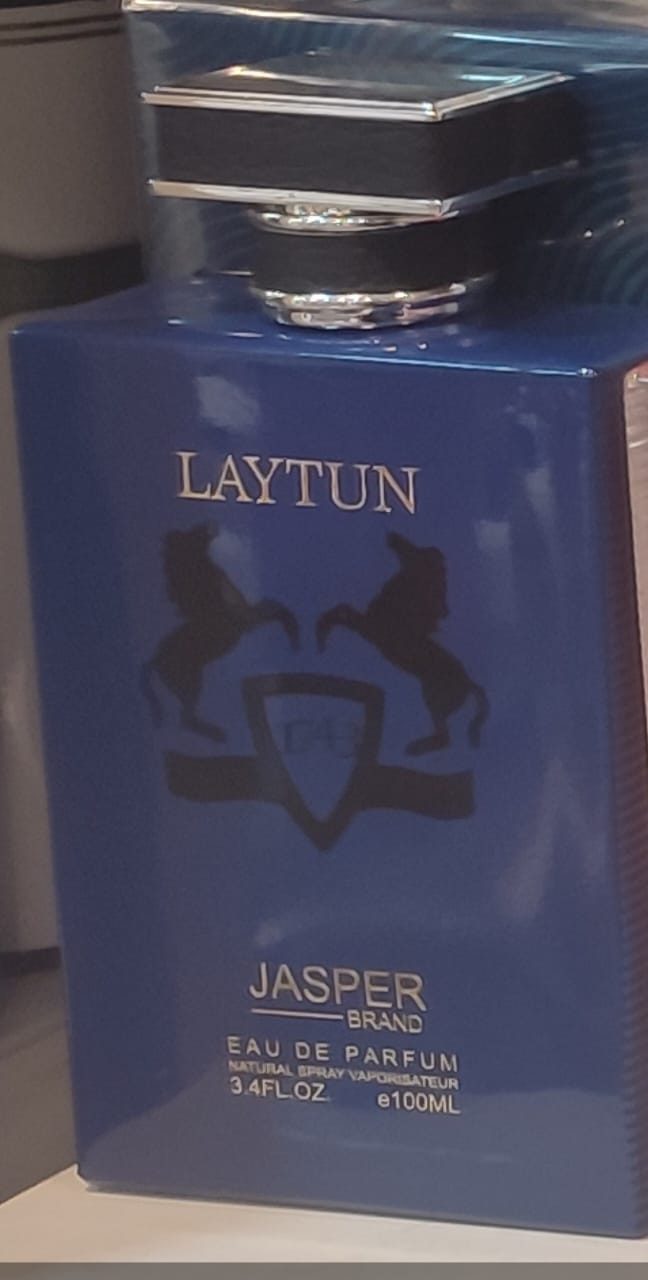 LAYTUN
JASPER
BRAND
EAU DE PARFUM
NATURAL SPRAY VAPORISATEUR
3.4FL.OZ e100ML